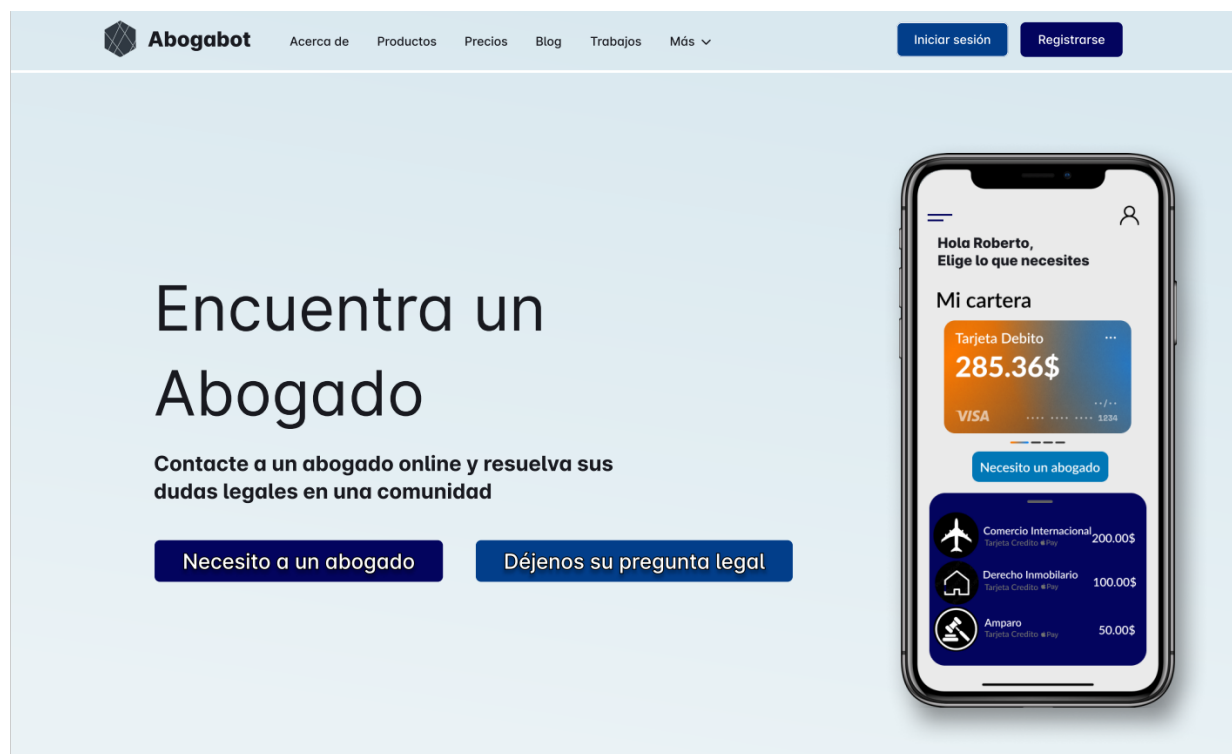 Abogabot
Acerca de
Productos
Precios
Blog
Trabajos
Más
Iniciar sesión
Registrarse
Encuentra un
Abogado
Contacte a un abogado online y resuelva sus
dudas legales en una comunidad
Necesito a un abogado
Déjenos su pregunta legal
Hola Roberto,
Elige lo que necesites
Mi cartera
Tarjeta Debito
285.36$
··/··
VISA
···· ···· ···· 1234
Necesito un abogado
Comercio Internacional
Tarjeta Credito Pay
200.00$
Derecho Inmobilario
Tarjeta Credito Pay
100.00$
Amparo
Tarjeta Credito Pay
50.00$